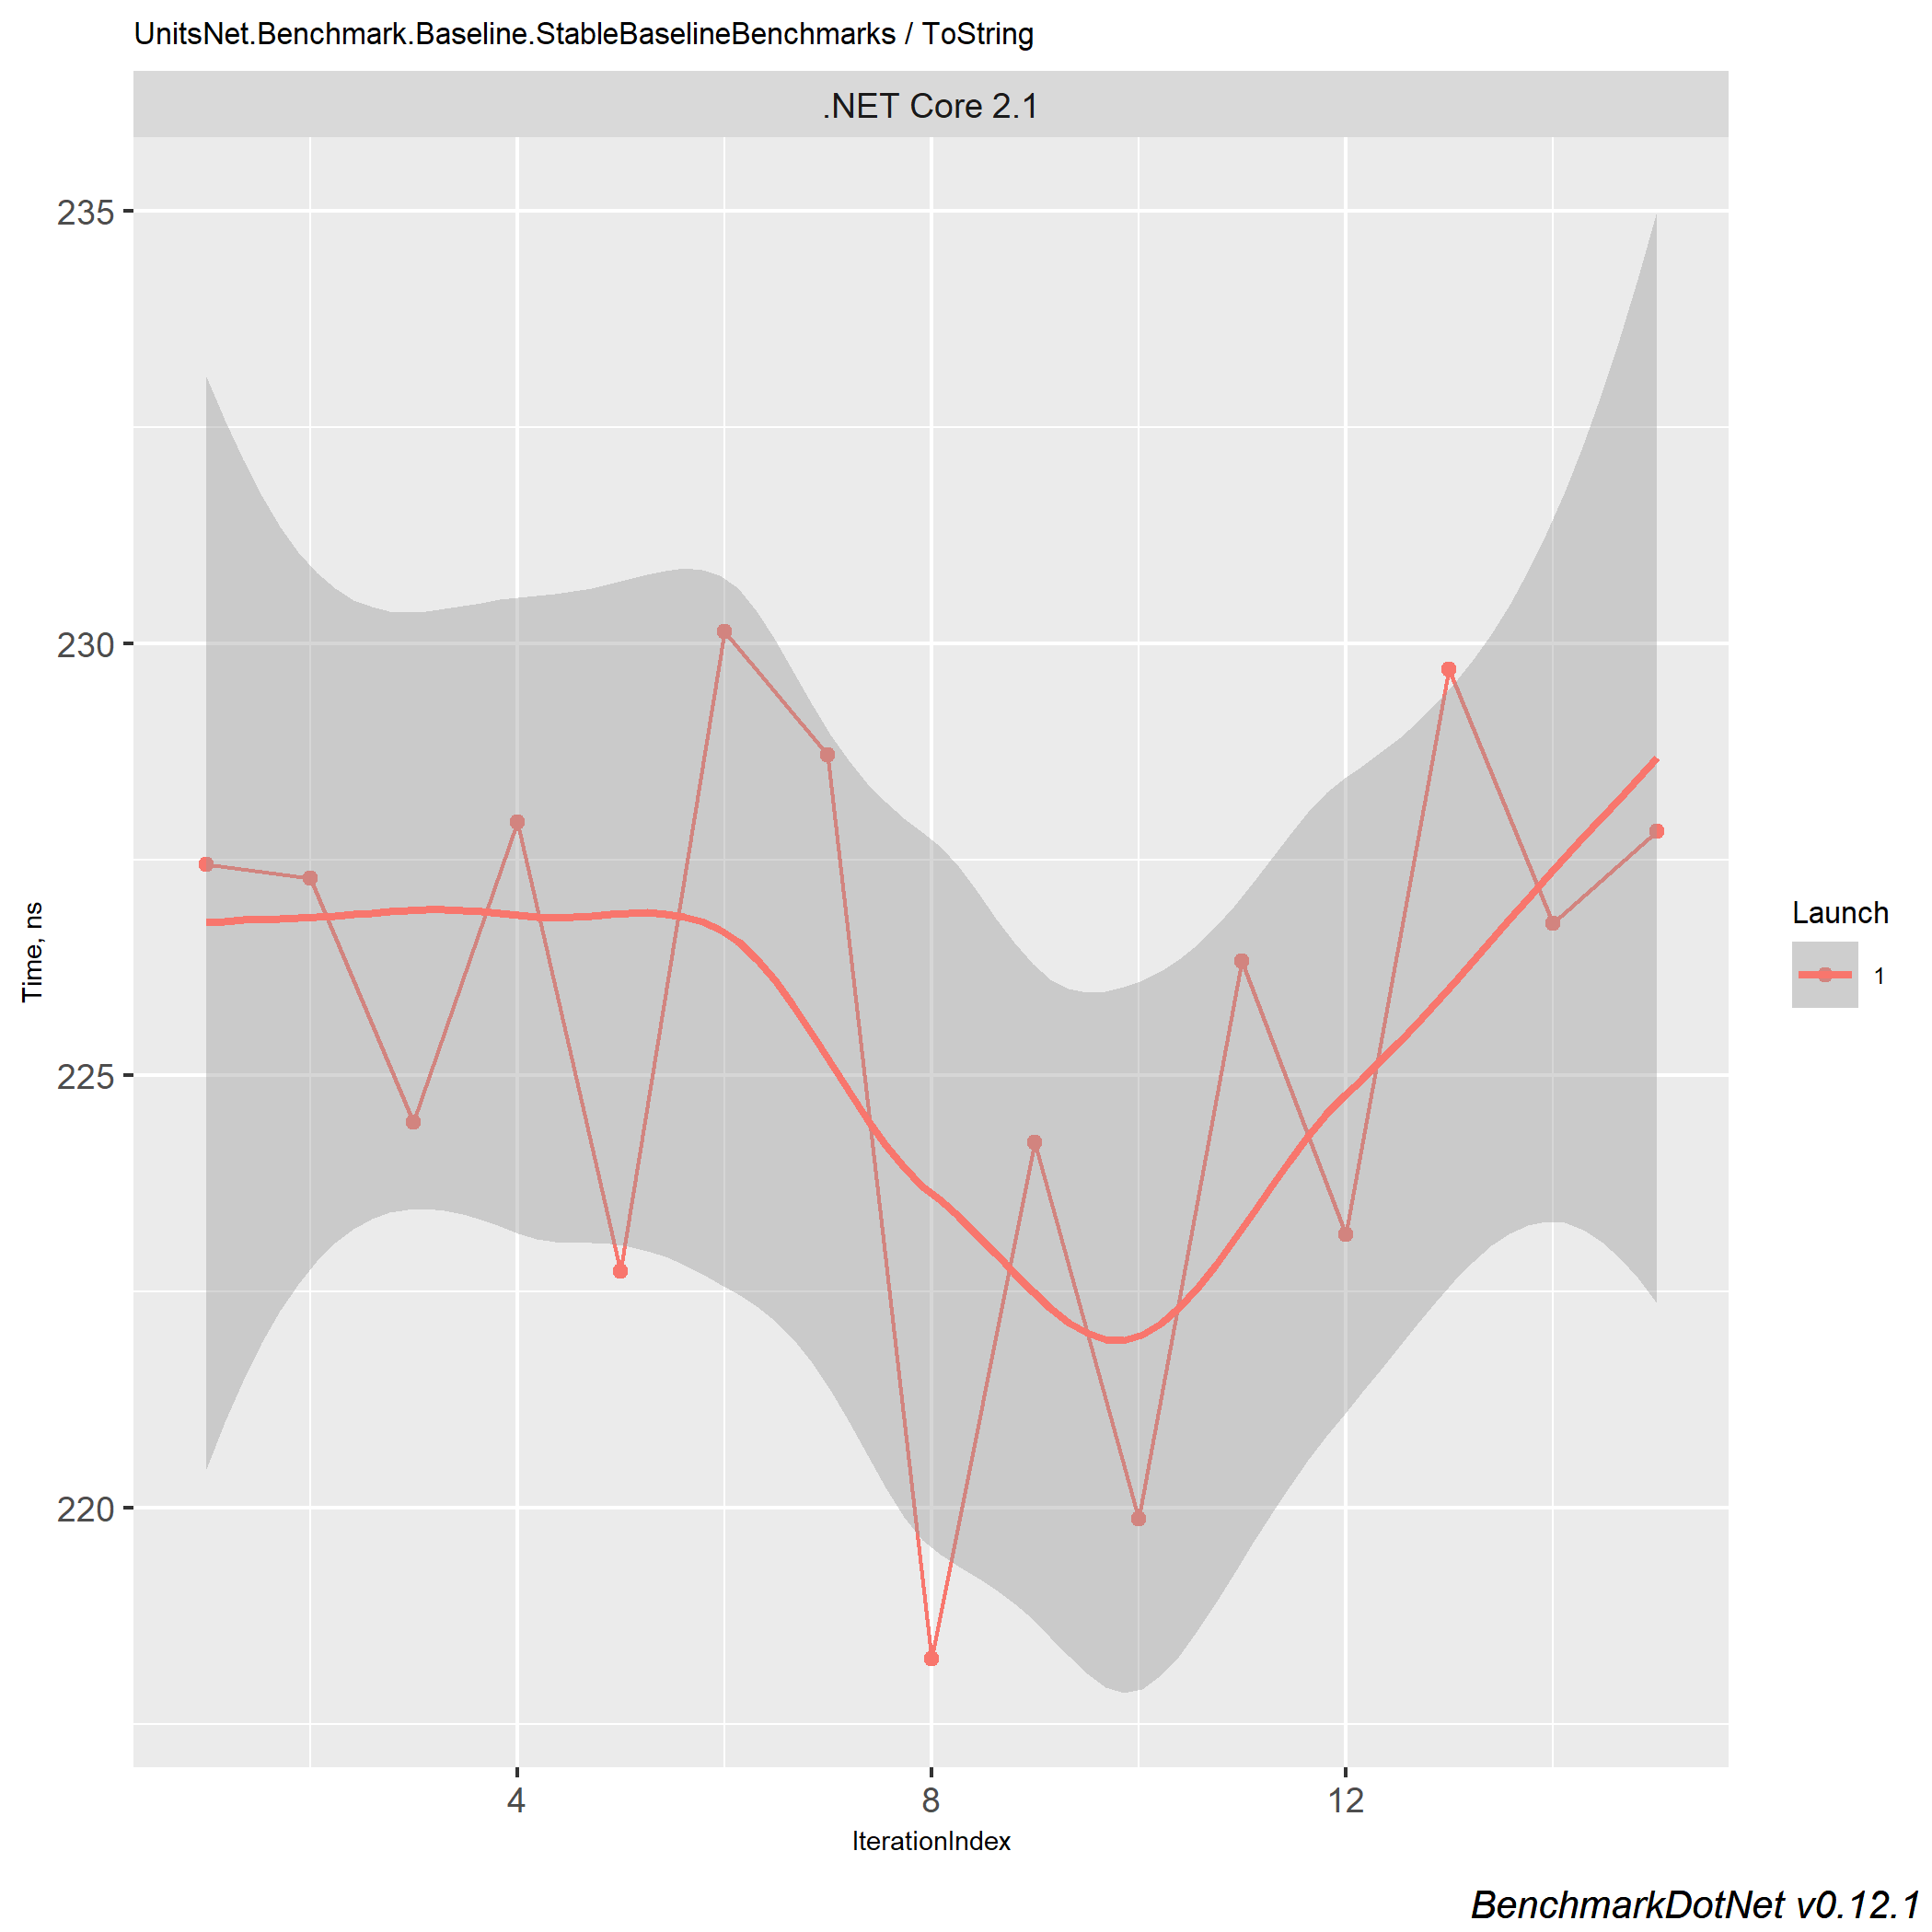 UnitsNet.Benchmark.Baseline.StableBaselineBenchmarks / ToString
.NET Core 2.1
235
230
225
220
Time, ns
4
8
12
IterationIndex
Launch
1
BenchmarkDotNet v0.12.1